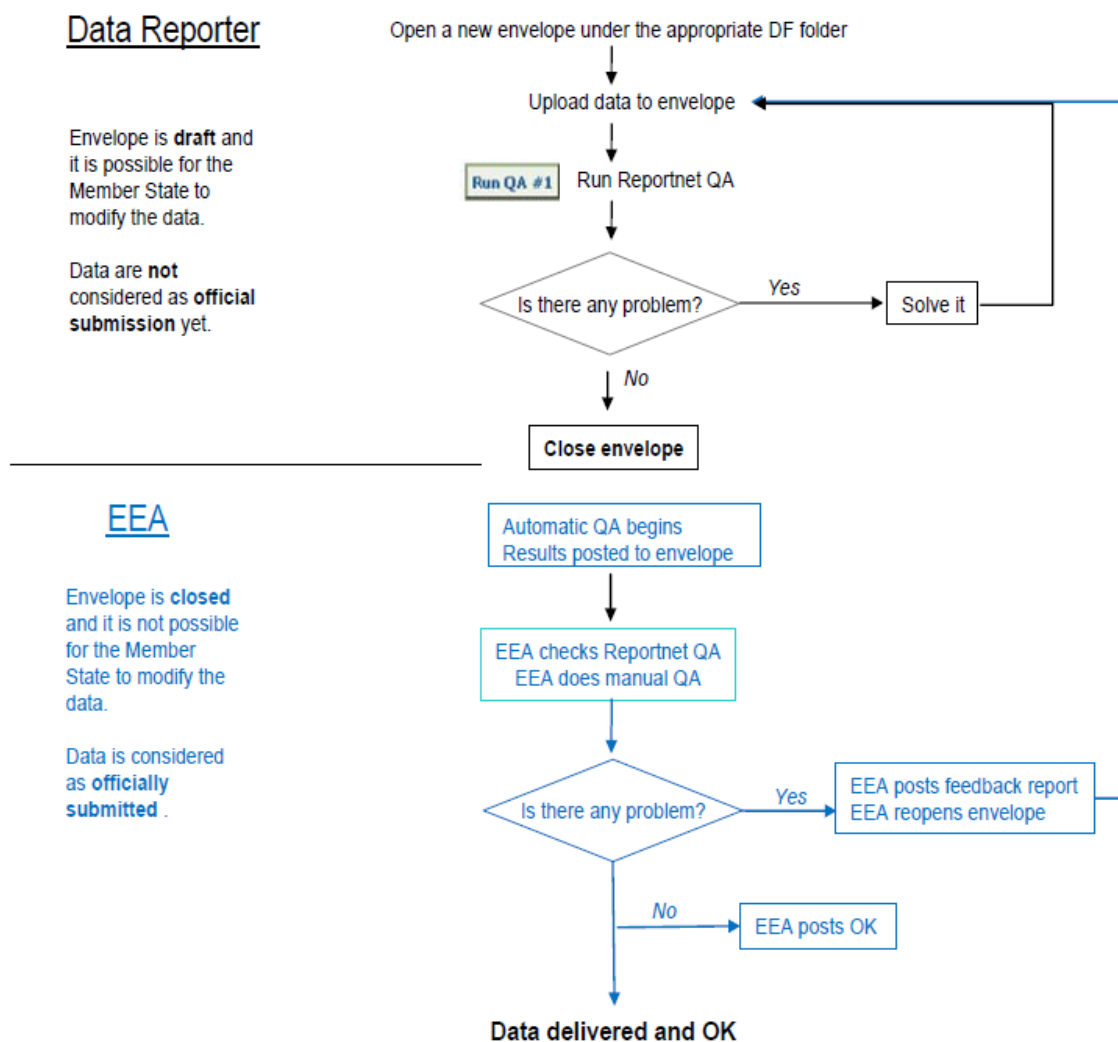 Data Reporter
Open a new envelope under the appropriate DF folder
Upload data to envelope
Envelope is draft and
it is possible for the
Member State to
modify the data.
Run QA #1
Run Reportnet QA
Data are not
considered as official
submission yet.
Is there any problem?
Yes
Solve it
No
Close envelope
EEA
Automatic QA begins
Results posted to envelope
Envelope is closed
and it is not possible
for the Member
State to modify the
data.
EEA checks Reportnet QA
EEA does manual QA
Data is considered
as officially
submitted .
Is there any problem?
Yes
EEA posts feedback report
EEA reopens envelope
No
EEA posts OK
Data delivered and OK